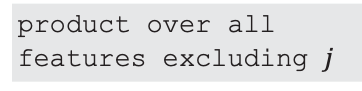 product over all
features excluding j